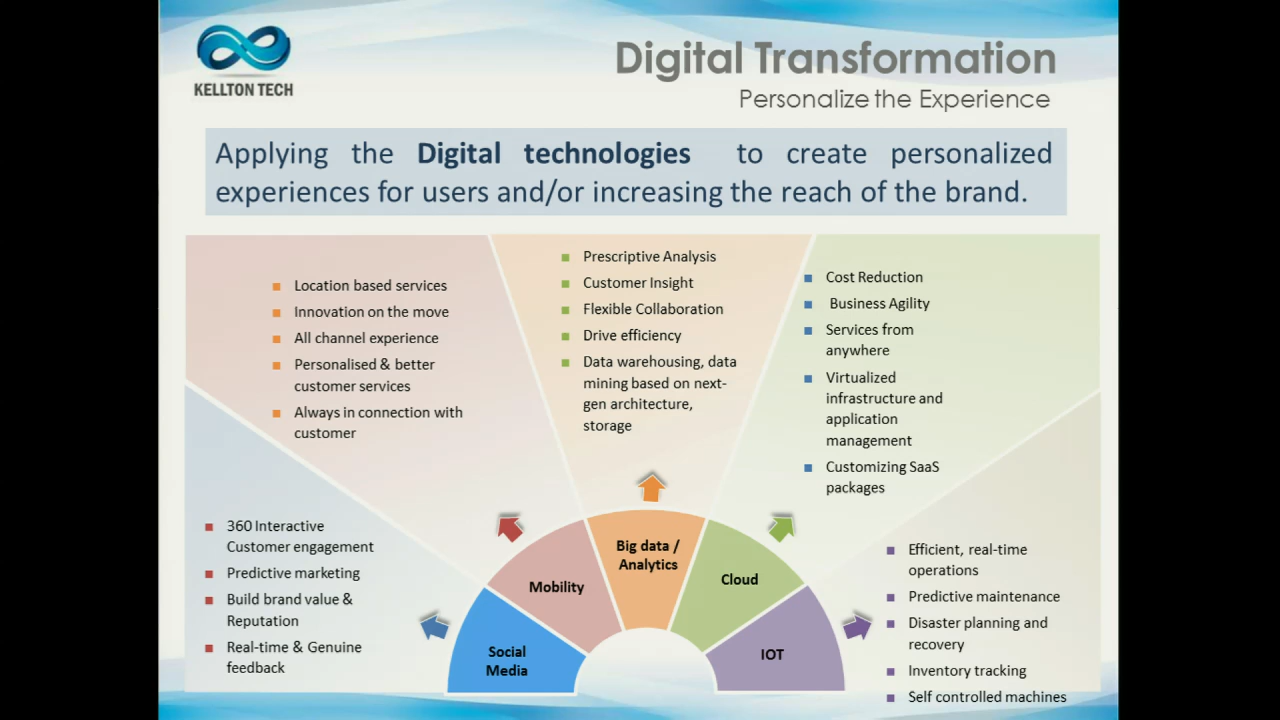 KELLTON TECH
Digital Transformation
Personalize the Experience
Applying the Digital technologies to create personalized
experiences for users and/or increasing the reach of the brand.
Location based services
Innovation on the move
All channel experience
Personalised & better
customer services
Always in connection with
customer
Prescriptive Analysis
Customer Insight
Flexible Collaboration
Drive efficiency
Data warehousing, data
mining based on next-
gen architecture,
storage
Cost Reduction
Business Agility
Services from
anywhere
Virtualized
infrastructure and
application
management
Customizing SaaS
packages
360 Interactive
Customer engagement
Predictive marketing
Build brand value &
Reputation
Real-time & Genuine
feedback
Social
Media
Mobility
Big data /
Analytics
Cloud
IOT
Efficient, real-time
operations
Predictive maintenance
Disaster planning and
recovery
Inventory tracking
Self controlled machines